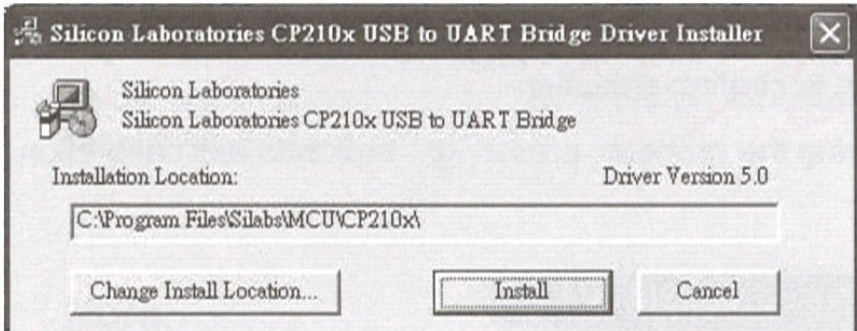 Silicon Laboratories CP210x USB to UART Bridge Driver Installer
Silicon Laboratories
Silicon Laboratories CP210x USB to UART Bridge
Installation Location:
Driver Version 5.0
C:\Program Files\Silabs\MCU\CP210x\
Change Install Location...
Install
Cancel